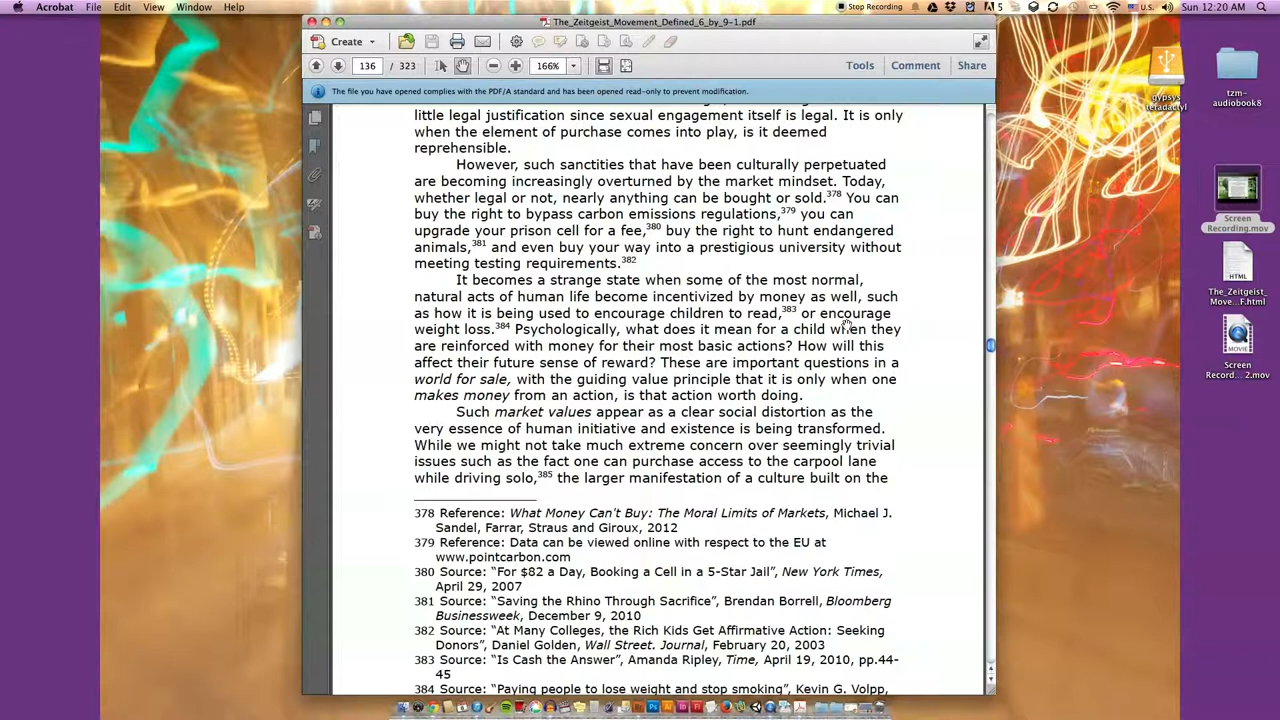 Acrobat File Edit View Window Help Stop Recording 5 U.S. Sun 12:20 AM
The_Zeitgeist_Movement_Defined_6_by_9-1.pdf
Create
136 / 323 166% Tools Comment Share
The file you have opened complies with the PDF/A standard and has been opened read-only to prevent modification.
little legal justification since sexual engagement itself is legal. It is only
when the element of purchase comes into play, is it deemed
reprehensible.
However, such sanctities that have been culturally perpetuated
are becoming increasingly overturned by the market mindset. Today,
whether legal or not, nearly anything can be bought or sold.378 You can
buy the right to bypass carbon emissions regulations,379 you can
upgrade your prison cell for a fee,380 buy the right to hunt endangered
animals,381 and even buy your way into a prestigious university without
meeting testing requirements.382
It becomes a strange state when some of the most normal,
natural acts of human life become incentivized by money as well, such
as how it is being used to encourage children to read,383 or encourage
weight loss.384 Psychologically, what does it mean for a child when they
are reinforced with money for their most basic actions? How will this
affect their future sense of reward? These are important questions in a
world for sale, with the guiding value principle that it is only when one
makes money from an action, is that action worth doing.
Such market values appear as a clear social distortion as the
very essence of human initiative and existence is being transformed.
While we might not take much extreme concern over seemingly trivial
issues such as the fact one can purchase access to the carpool lane
while driving solo,385 the larger manifestation of a culture built on the
378 Reference: What Money Can't Buy: The Moral Limits of Markets, Michael J.
Sandel, Farrar, Straus and Giroux, 2012
379 Reference: Data can be viewed online with respect to the EU at
www.pointcarbon.com
380 Source: “For $82 a Day, Booking a Cell in a 5-Star Jail”, New York Times,
April 29, 2007
381 Source: “Saving the Rhino Through Sacrifice”, Brendan Borrell, Bloomberg
Businessweek, December 9, 2010
382 Source: “At Many Colleges, the Rich Kids Get Affirmative Action: Seeking
Donors”, Daniel Golden, Wall Street. Journal, February 20, 2003
383 Source: “Is Cash the Answer”, Amanda Ripley, Time, April 19, 2010, pp.44-
45
384 Source: “Paying people to lose weight and stop smoking”, Kevin G. Volpp,
gypsys
teradactyl
tzm-
audiobook8
Screen
Recording.mov
HTML
The_Zeitgeist_
Move...F.html
MOVIE
Screen
Record... 2.mov